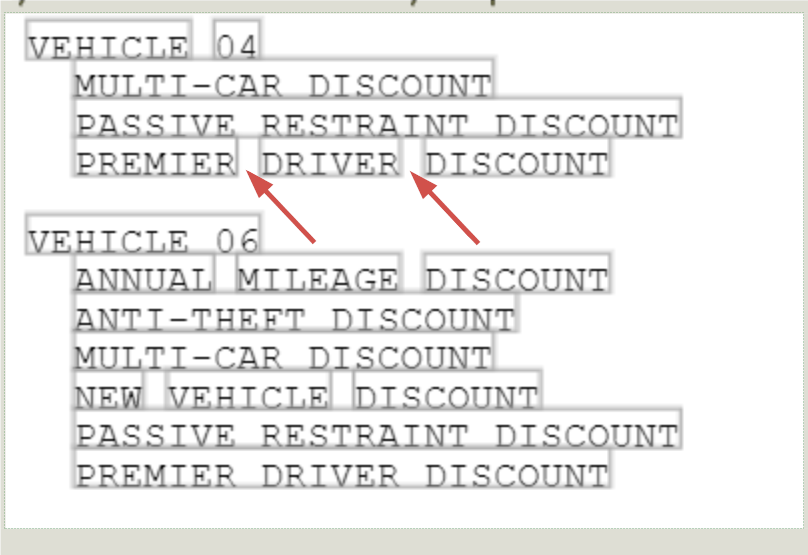 VEHICLE 04
MULTI-CAR DISCOUNT
PASSIVE RESTRAINT DISCOUNT
PREMIER DRIVER DISCOUNT
VEHICLE 06
ANNUAL MILEAGE DISCOUNT
ANTI-THEFT DISCOUNT
MULTI-CAR DISCOUNT
NEW VEHICLE DISCOUNT
PASSIVE RESTRAINT DISCOUNT
PREMIER DRIVER DISCOUNT